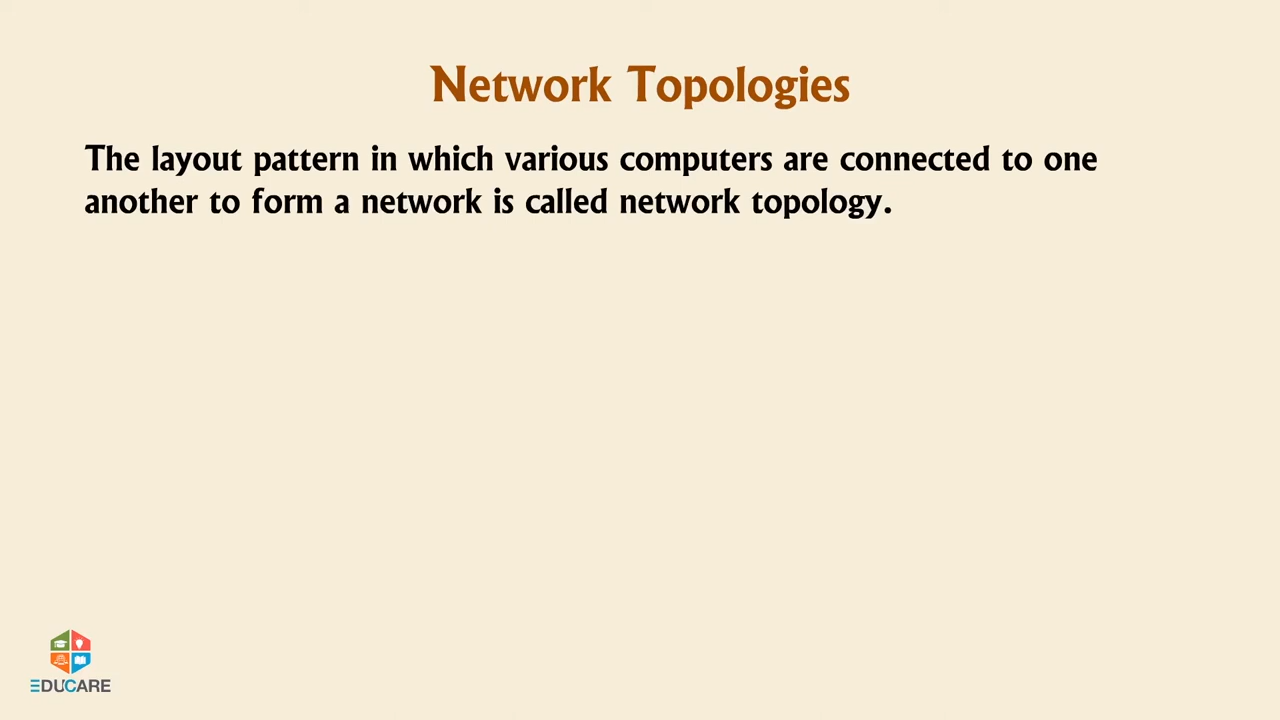 Network Topologies
The layout pattern in which various computers are connected to one
another to form a network is called network topology.
EDUCARE